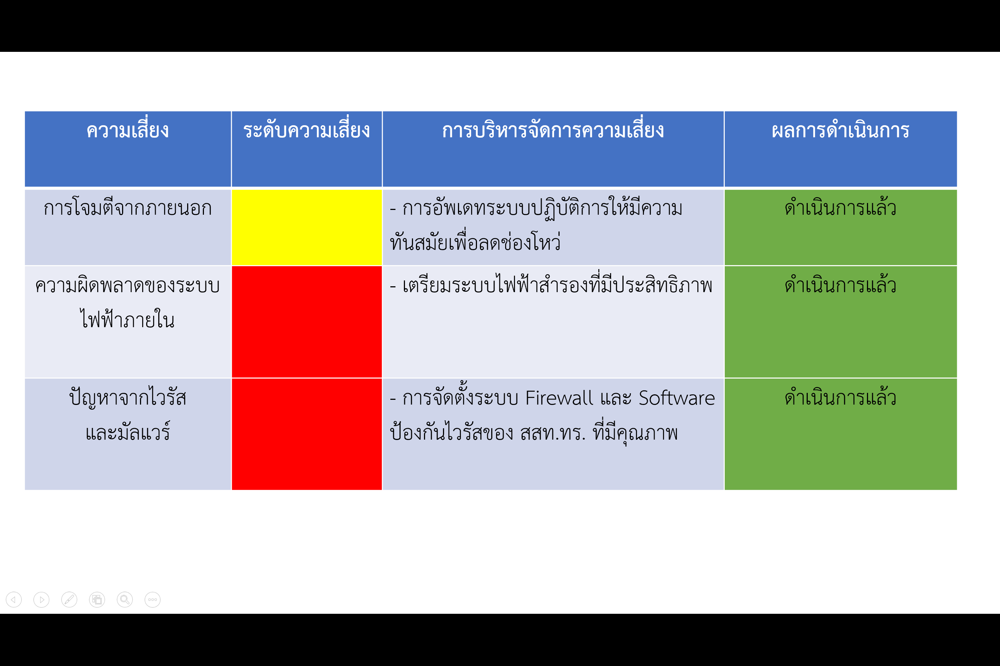 ความเสี่ยง
ระดับความเสี่ยง
การบริหารจัดการความเสี่ยง
ผลการดำเนินการ
การโจมตีจากภายนอก
- การอัพเดทระบบปฏิบัติการให้มีความ
ทันสมัยเพื่อลดช่องโหว่
ดำเนินการแล้ว
ความผิดพลาดของระบบ
ไฟฟ้าภายใน
- เตรียมระบบไฟฟ้าสำรองที่มีประสิทธิภาพ
ดำเนินการแล้ว
ปัญหาจากไวรัส
และมัลแวร์
- การจัดตั้งระบบ Firewall และ Software
ป้องกันไวรัสของ สสท.ทร. ที่มีคุณภาพ
ดำเนินการแล้ว